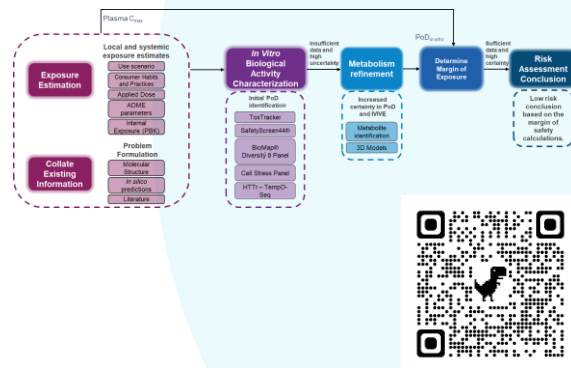 Plasma Cmax
Exposure
Estimation
Local and systemic
exposure estimates
Use scenario
Consumer Habits
and Practices
Applied Dose
ADME
parameters
Internal
Exposure (PBK)
Collate
Existing
Information
Problem
Formulation
Molecular
Structure
In silico
predictions
Literature
In Vitro
Biological
Activity
Characterization
Initial PoD
identification
ToxTracker
SafetyScreen44®
BioMap®
Diversity 8 Panel
Cell Stress Panel
HTTr – TempO-
Seq
Insufficient
data and
high
uncertainty
Metabolism
refinement
Increased
certainty in PoD
and IVIVE
Metabolite
identification
3D Models
PoD
Determine
Margin of
Exposure
Sufficient
data and
high
certainty
Risk
Assessment
Conclusion
Low risk
conclusion
based on the
margin of
safety
calculations.